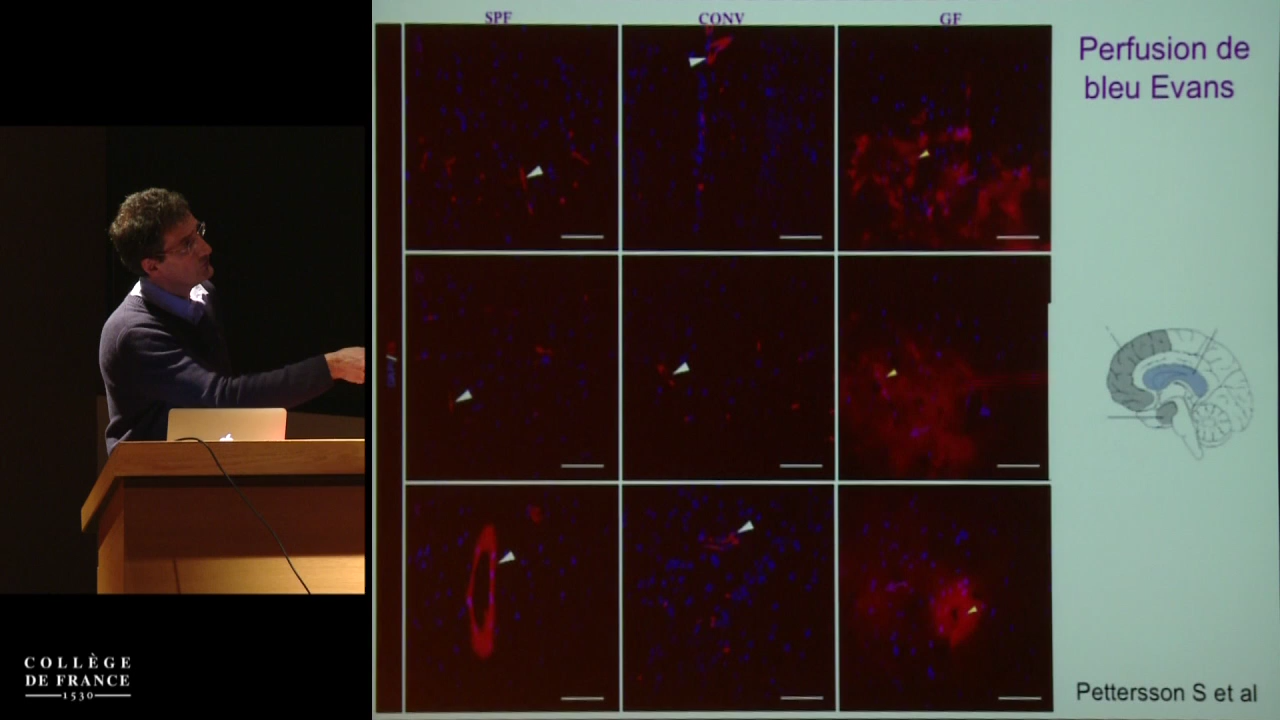 SPF
CONV
GF
Perfusion de
bleu Evans
Pettersson S et al
COLLÈGE
DE FRANCE
1530